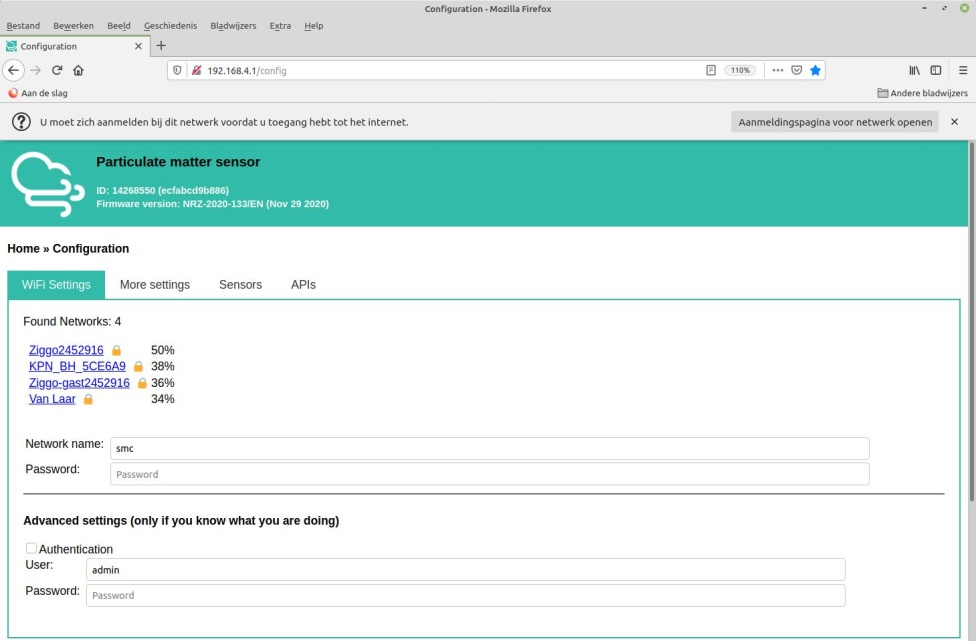 Configuration - Mozilla Firefox
Bestand Bewerken Beeld Geschiedenis Bladwijzers Extra Help
Configuration
192.168.4.1/config 110%
Aan de slag Andere bladwijzers
U moet zich aanmelden bij dit netwerk voordat u toegang hebt tot het internet. Aanmeldingspagina voor netwerk openen
Particulate matter sensor
ID: 14268550 (ecfabcd9b886)
Firmware version: NRZ-2020-133/EN (Nov 29 2020)
Home » Configuration
WiFi Settings More settings Sensors APIs
Found Networks: 4
Ziggo2452916 50%
KPN_BH_5CE6A9 38%
Ziggo-gast2452916 36%
Van Laar 34%
Network name: smc
Password: Password
Advanced settings (only if you know what you are doing)
Authentication
User: admin
Password: Password